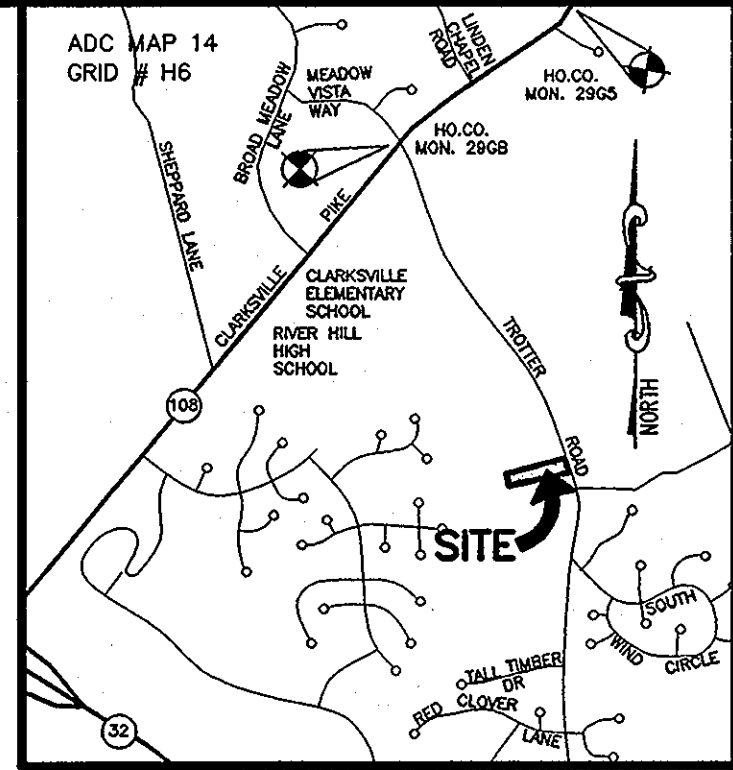 ADC MAP 14
GRID # H6
SHEPPARD LANE
BROAD MEADOW
LANE
MEADOW
VISTA
WAY
LINDEN
CHAPEL
ROAD
HO.CO.
MON. 29G5
HO.CO.
MON. 29GB
CLARKSVILLE PIKE
CLARKSVILLE
ELEMENTARY
SCHOOL
RIVER HILL
HIGH
SCHOOL
108
TROTTER ROAD
NORTH
SITE
SOUTH WIND CIRCLE
TALL TIMBER
DR
RED CLOVER LANE
32